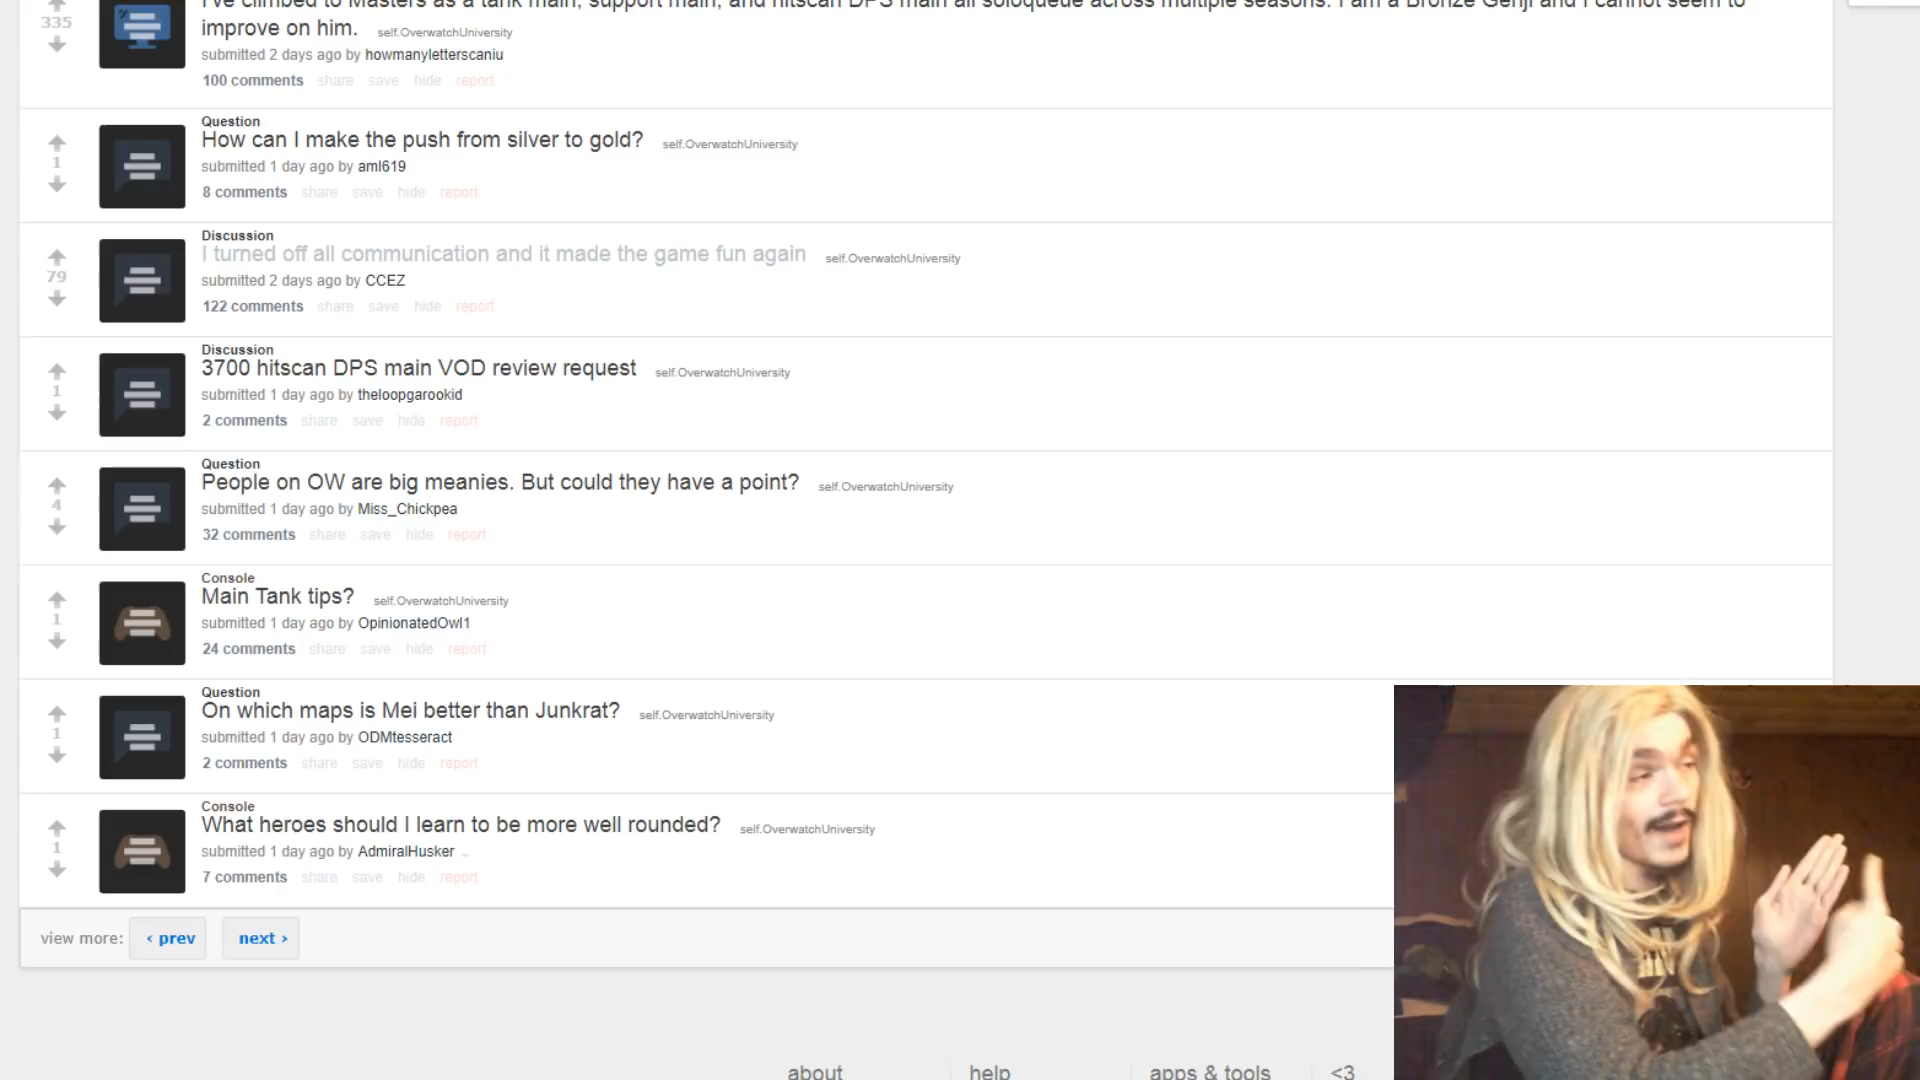 I've climbed to Masters as a tank main, support main, and hitscan DPS main all soloqueue across multiple seasons. I am a Bronze Genji and I cannot seem to
335
improve on him. self.OverwatchUniversity
submitted 2 days ago by howmanyletterscaniu
100 comments share save hide report
Question
How can I make the push from silver to gold? self.OverwatchUniversity
1
submitted 1 day ago by aml619
8 comments share save hide report
Discussion
I turned off all communication and it made the game fun again self.OverwatchUniversity
79
submitted 2 days ago by CCEZ
122 comments share save hide report
Discussion
3700 hitscan DPS main VOD review request self.OverwatchUniversity
1
submitted 1 day ago by theloopgarookid
2 comments share save hide report
Question
People on OW are big meanies. But could they have a point? self.OverwatchUniversity
4
submitted 1 day ago by Miss_Chickpea
32 comments share save hide report
Console
Main Tank tips? self.OverwatchUniversity
1
submitted 1 day ago by OpinionatedOwl1
24 comments share save hide report
Question
On which maps is Mei better than Junkrat? self.OverwatchUniversity
1
submitted 1 day ago by ODMtesseract
2 comments share save hide report
Console
What heroes should I learn to be more well rounded? self.OverwatchUniversity
1
submitted 1 day ago by AdmiralHusker
7 comments share save hide report
view more: ‹ prev next ›
about help apps & tools <3